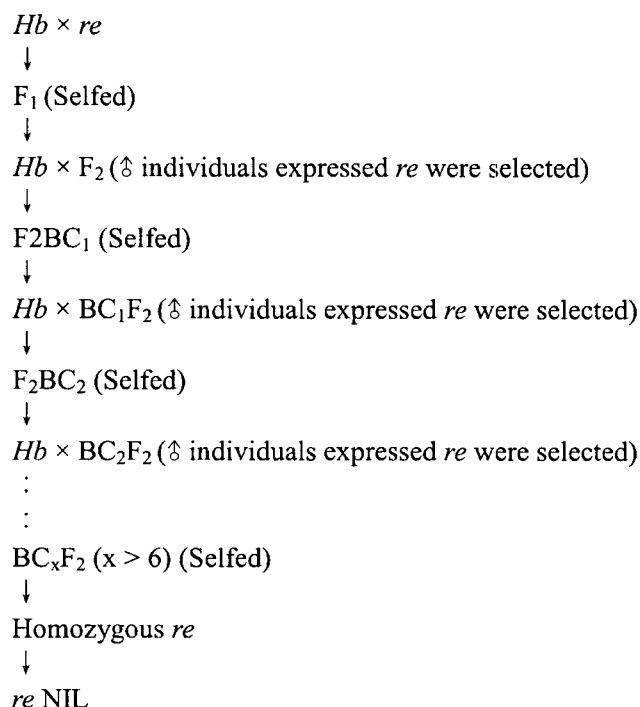 Hb × re
↓
F₁ (Selfed)
↓
Hb × F₂ (♂ individuals expressed re were selected)
↓
F2BC₁ (Selfed)
↓
Hb × BC₁F₂ (♂ individuals expressed re were selected)
↓
F₂BC₂ (Selfed)
↓
Hb × BC₂F₂ (♂ individuals expressed re were selected)
⋮
⋮
BCₓF₂ (x > 6) (Selfed)
↓
Homozygous re
↓
re NIL